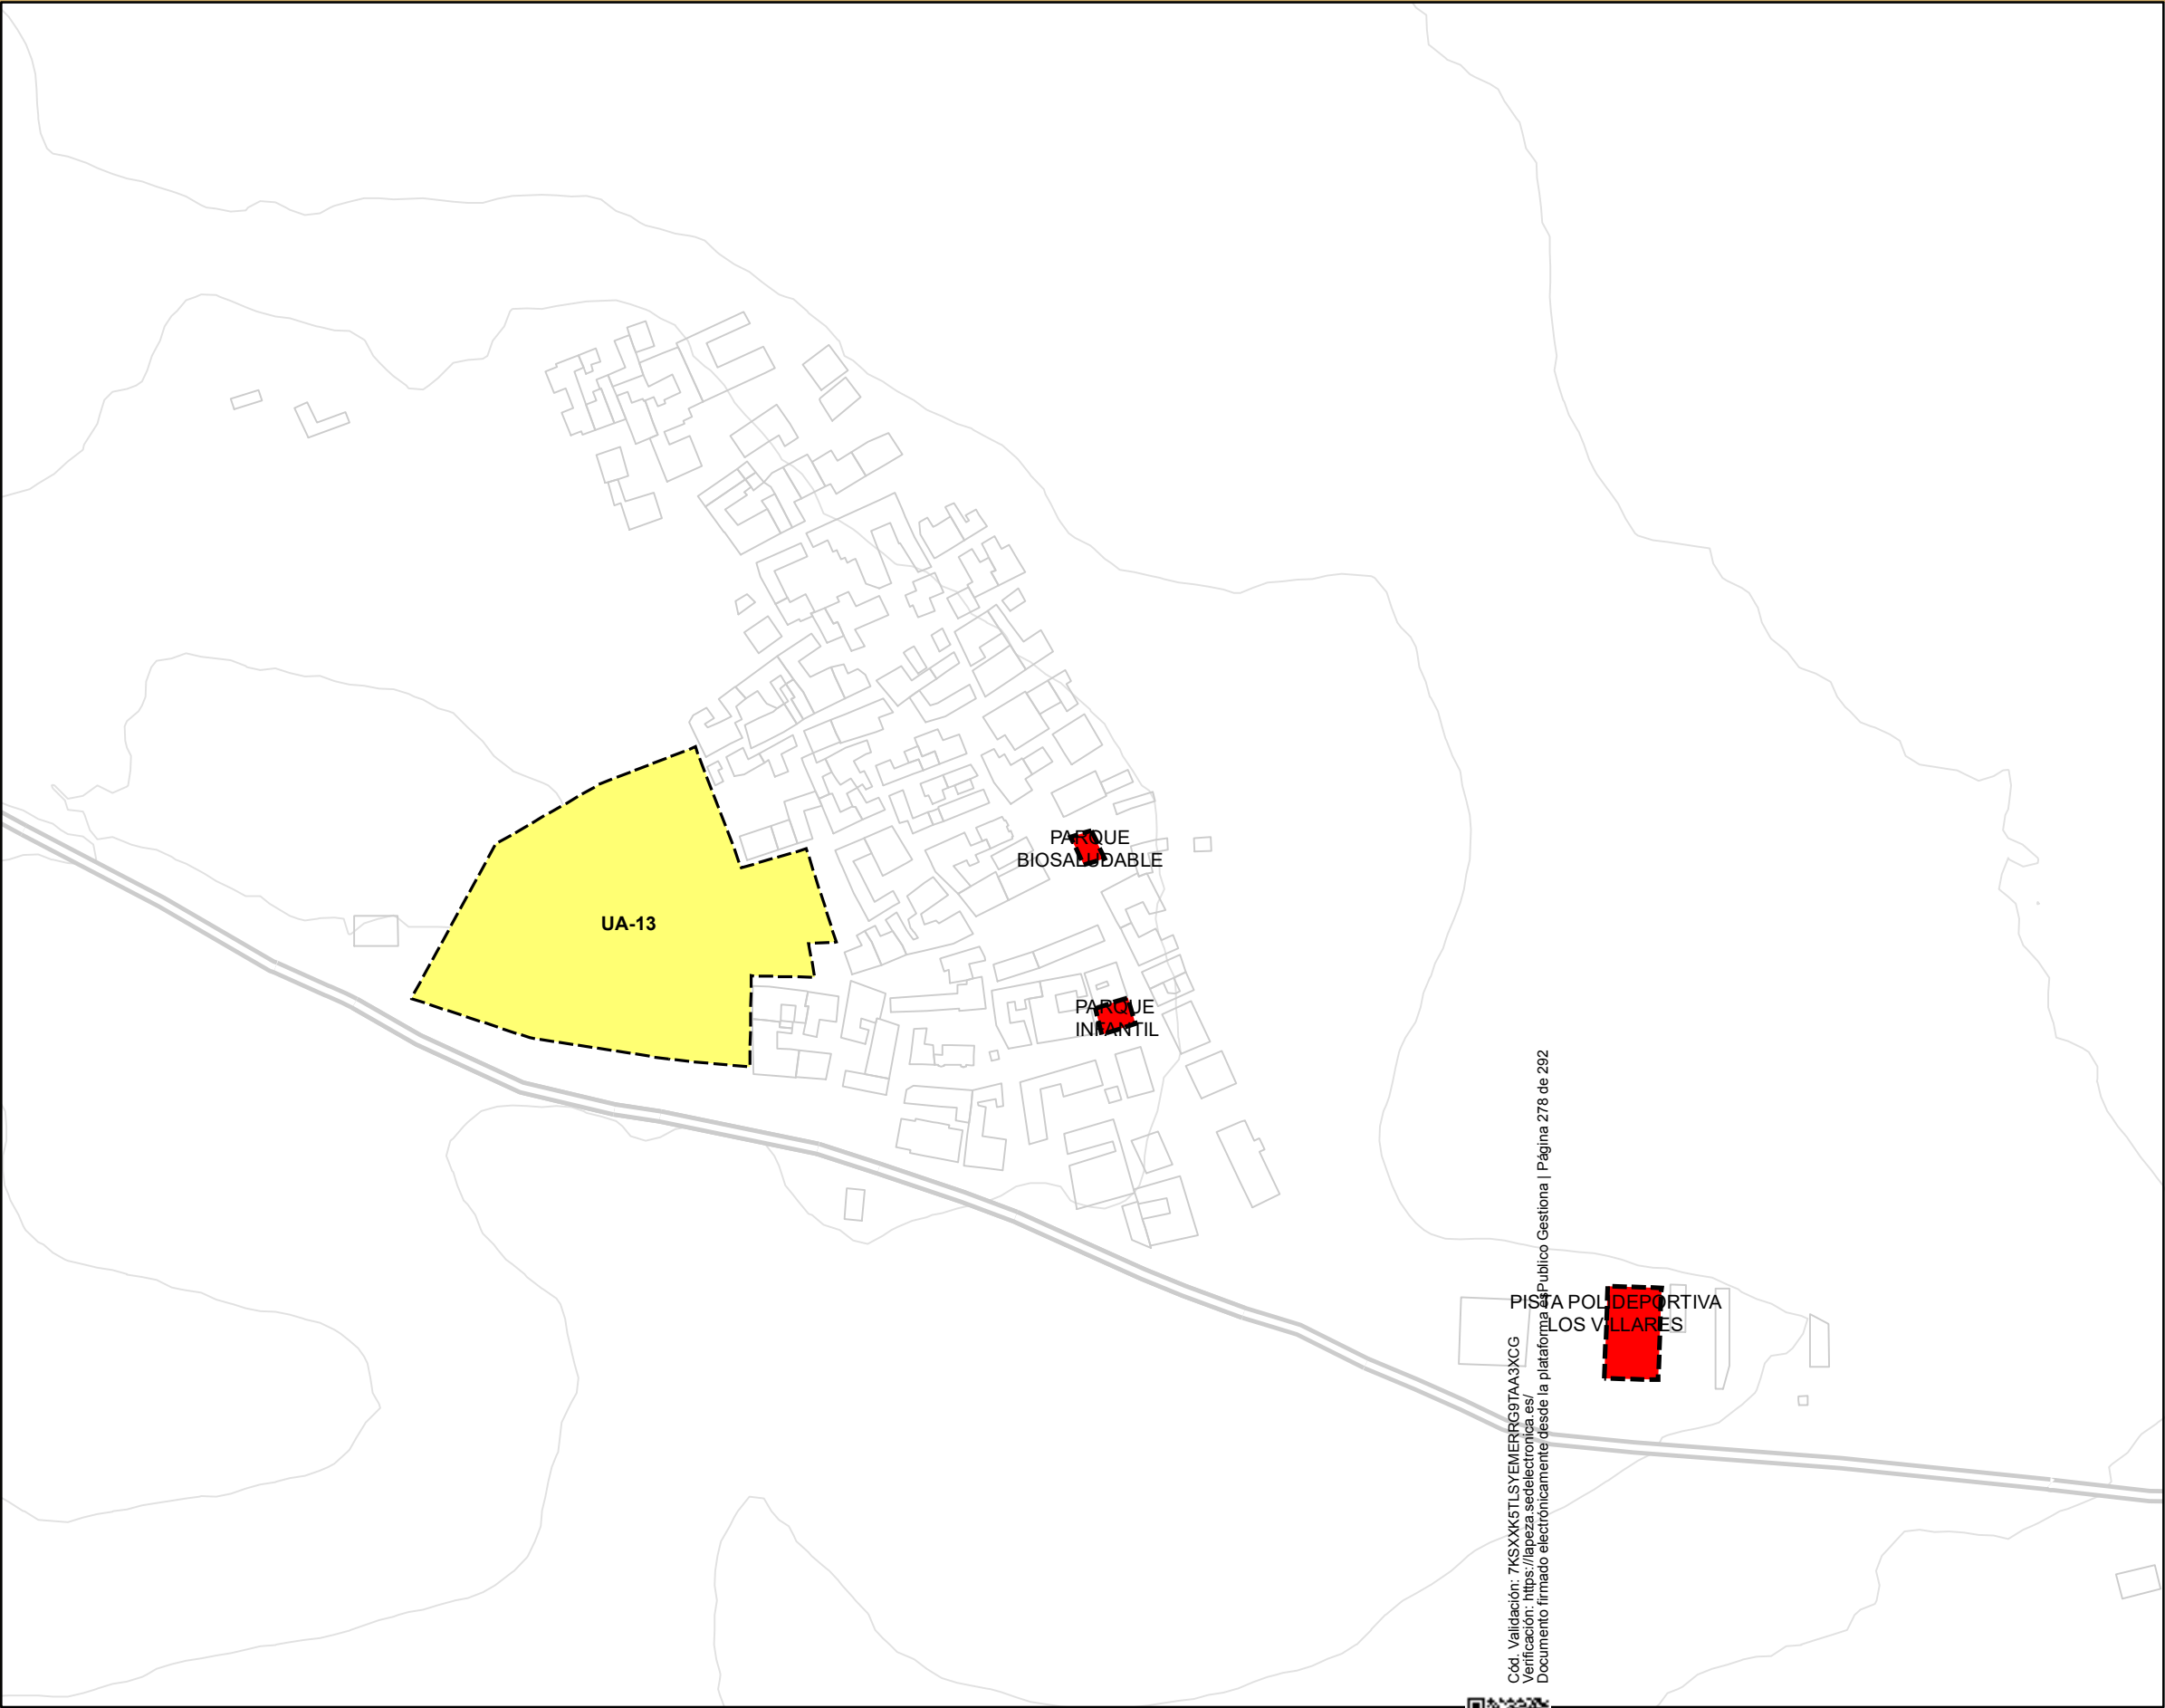 PARQUE
BIOSALUDABLE
UA-13
PARQUE
INFANTIL
PISTA POLIDEPORTIVA
LOS VILLARES
Cód. Validación: 7KSXXK5TLSYEMERRG9TAA3XCG
Verificación: https://lapeza.sedelectronica.es/
Documento firmado electrónicamente desde la plataforma esPublico Gestiona | Página 278 de 292